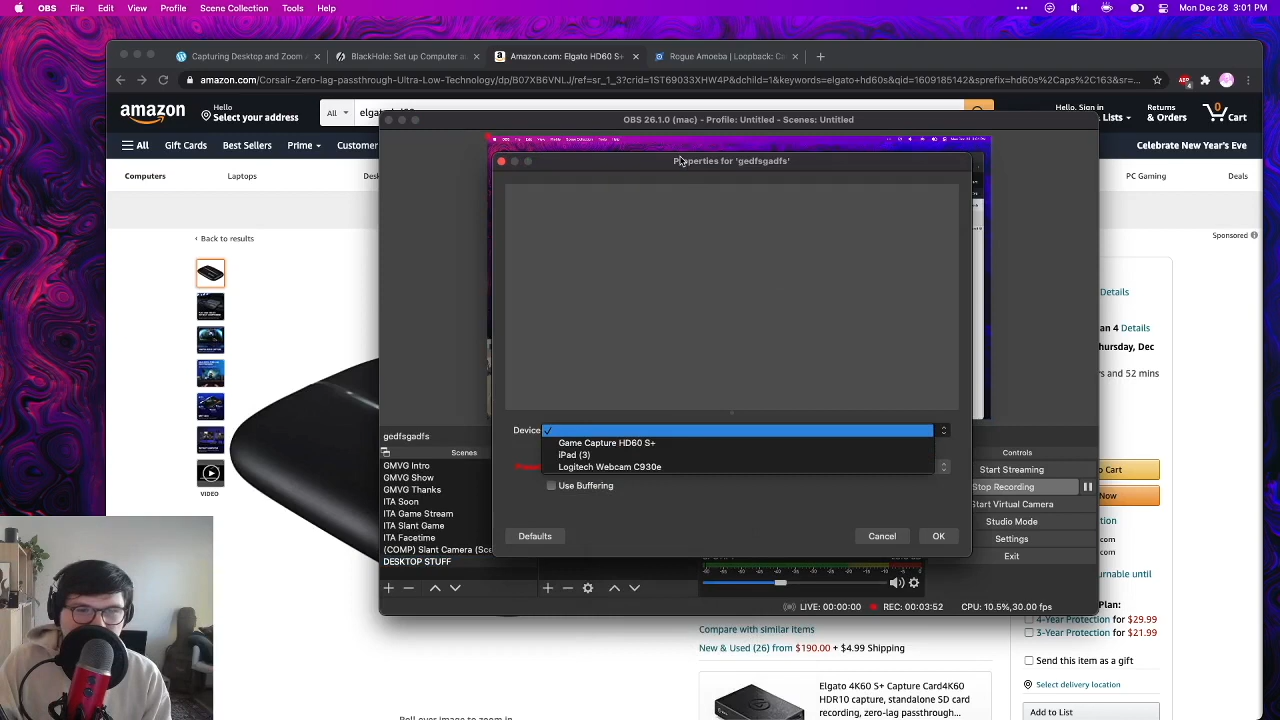 OBS File Edit View Profile Scene Collection Tools Help
Mon Dec 28 3:01 PM
Capturing Desktop and Zoom
BlackHole: Set up Computer
Amazon.com: Elgato HD60 S+
Rogue Amoeba | Loopback:
amazon.com/Corsair-Zero-lag-passthrough-Ultra-Low-Technology/dp/B07XB6VNLJ/ref=sr_1_3?crid=1ST69033XHW4P&dchild=1&keywords=elgato+hd60s&qid=1609185142&sprefix=hd60s%2Caps%2C163&sr=...
amazon
Hello
Select your address
All
Hello, Sign in
Lists
Returns
& Orders
Cart
All Gift Cards Best Sellers Prime
OBS 26.1.0 (mac) - Profile: Untitled - Scenes: Untitled
Computers Laptops
PC Gaming Deals
Properties for 'gedfsgadfs'
Back to results
Sponsored
VIDEO
Device
Game Capture HD60 S+
iPad (3)
Logitech Webcam C930e
Use Buffering
Defaults Cancel OK
gedfsgadfs
Scenes
GMVG Intro
GMVG Show
GMVG Thanks
ITA Soon
ITA Game Stream
ITA Slant Game
ITA Facetime
(COMP) Slant Camera
DESKTOP STUFF
Controls
Start Streaming
Stop Recording
Start Virtual Camera
Studio Mode
Settings
Exit
LIVE: 00:00:00 REC: 00:03:52 CPU: 10.5%,30.00 fps
Details
Details
Cart
Now
Plan:
4-Year Protection for $29.99
3-Year Protection for $21.99
Send this item as a gift
Select delivery location
Add to List
Compare with similar items
New & Used (26) from $190.00 + $4.99 Shipping
Elgato 4K60 S+ Capture Card4K60
HDR10 capture, standalone SD card
recording, zero-lag passthrough,
Roll over image to zoom in